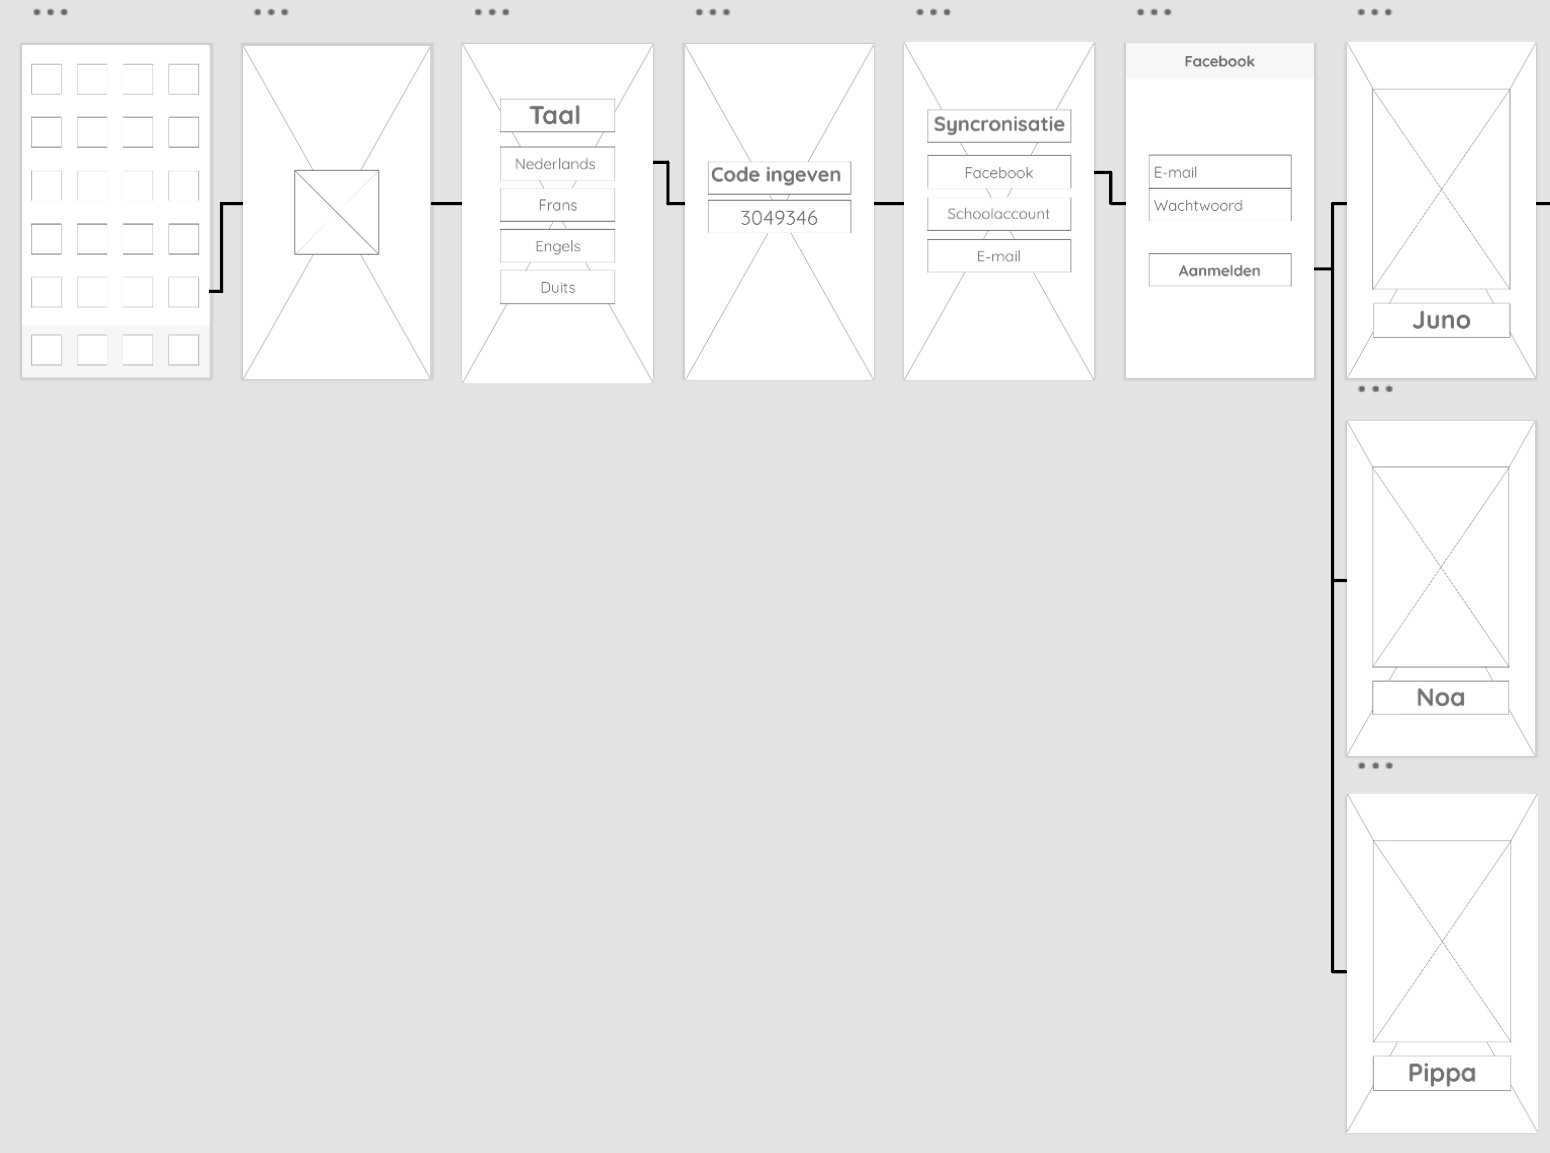 Taal
Nederlands
Frans
Engels
Duits
Code ingeven
3049346
Syncronisatie
Facebook
Schoolaccount
E-mail
Facebook
E-mail
Wachtwoord
Aanmelden
Juno
Noa
Pippa